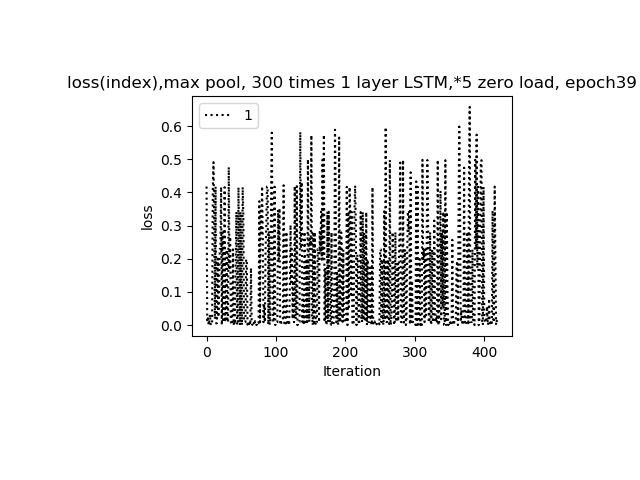 loss(index),max pool, 300 times 1 layer LSTM,*5 zero load, epoch39
1
0.6
0.5
0.4
0.3
0.2
0.1
0.0
loss
0 100 200 300 400
Iteration